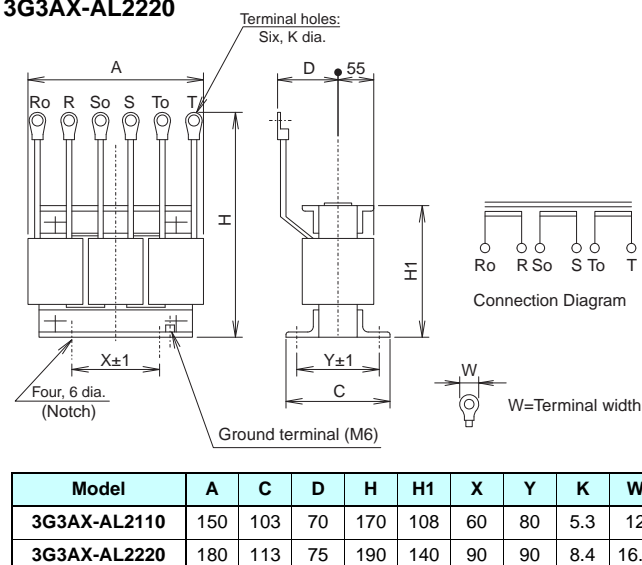 3G3AX-AL2220
Terminal holes:
Six, K dia.
A
D
55
Ro R So S To T
H
H1
Ro R So S To T
Connection Diagram
X±1
Y±1
C
W
W=Terminal width
Four, 6 dia.
(Notch)
Ground terminal (M6)
Model A C D H H1 X Y K W
3G3AX-AL2110 150 103 70 170 108 60 80 5.3 12
3G3AX-AL2220 180 113 75 190 140 90 90 8.4